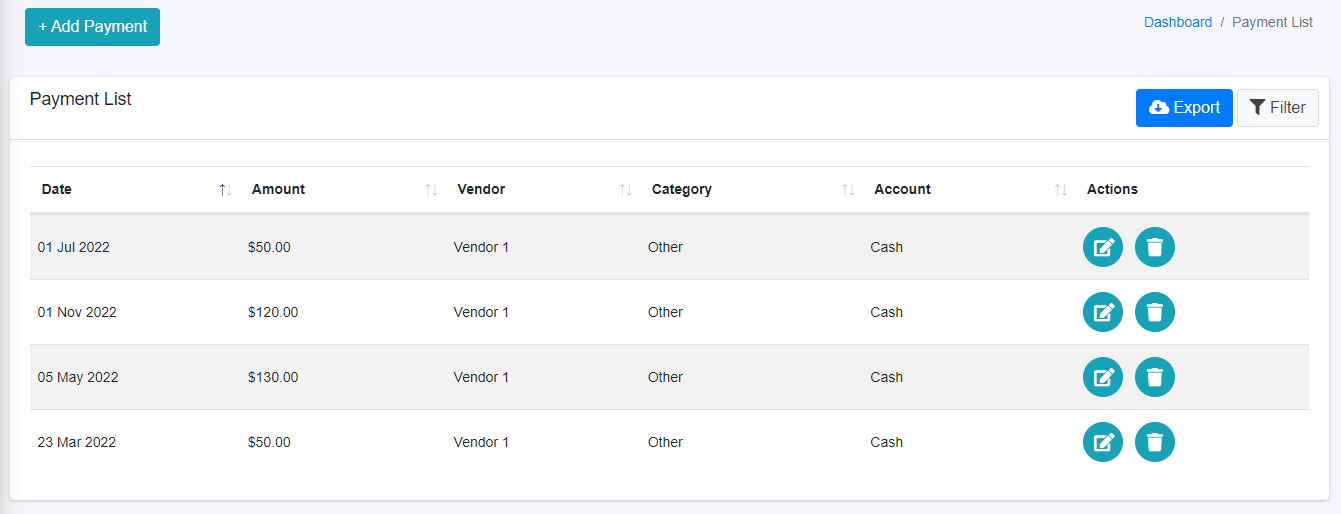 + Add Payment
Dashboard / Payment List
Payment List
Export Filter
Date Amount Vendor Category Account Actions
01 Jul 2022 $50.00 Vendor 1 Other Cash
01 Nov 2022 $120.00 Vendor 1 Other Cash
05 May 2022 $130.00 Vendor 1 Other Cash
23 Mar 2022 $50.00 Vendor 1 Other Cash